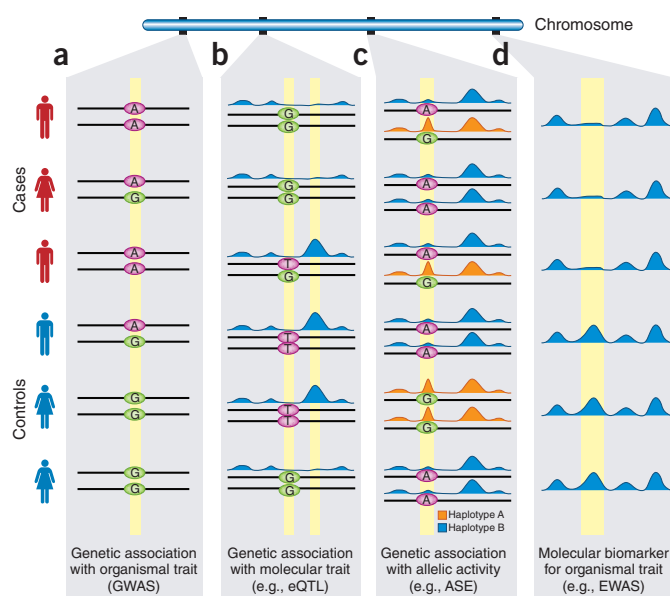 Chromosome
a b c d
Cases
Controls
A
A
A
G
A
A
A
G
G
G
G
G
G
G
G
G
T
G
T
T
T
T
G
G
A
G
A
A
A
G
A
A
G
G
A
A
Haplotype A
Haplotype B
Genetic association
with organismal trait
(GWAS)
Genetic association
with molecular trait
(e.g., eQTL)
Genetic association
with allelic activity
(e.g., ASE)
Molecular biomarker
for organismal trait
(e.g., EWAS)